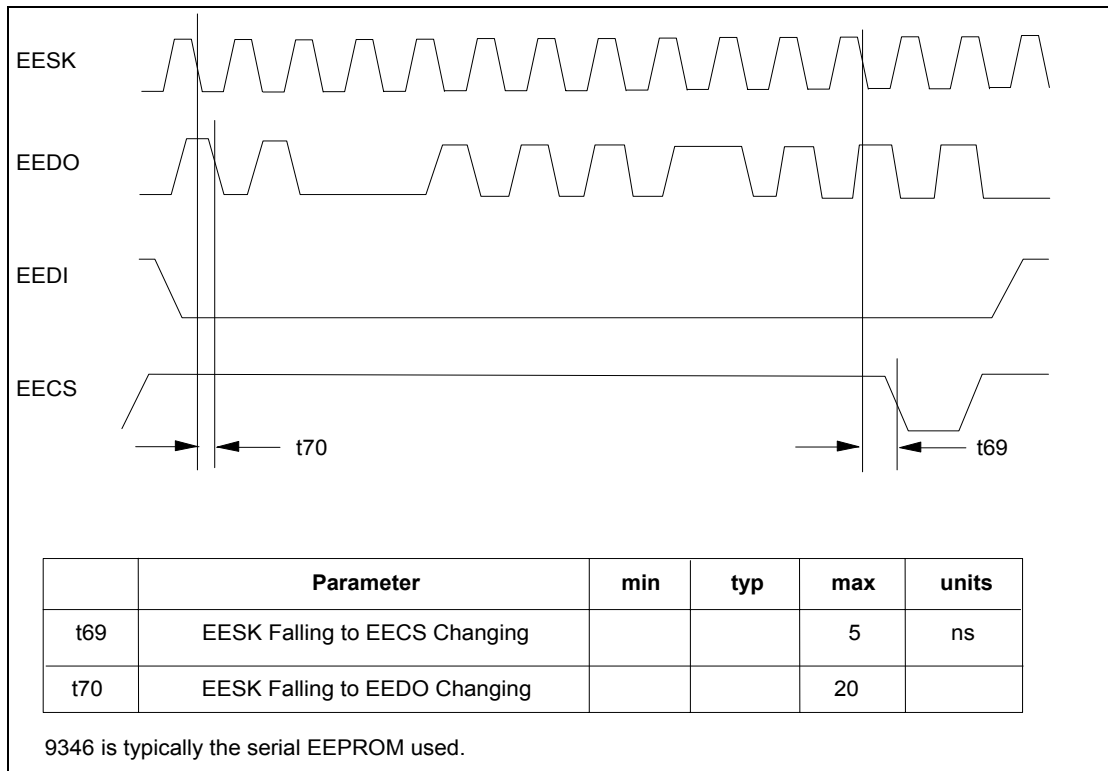 EESK
EEDO
EEDI
EECS
t70
t69
Parameter min typ max units
t69 EESK Falling to EECS Changing 5 ns
t70 EESK Falling to EEDO Changing 20
9346 is typically the serial EEPROM used.